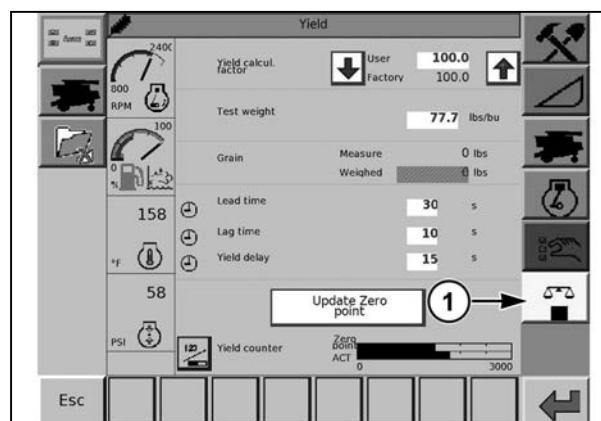 Yield
2400
800
RPM
Yield calcul.
factor
User 100.0
Factory 100.0
Test weight 77.7 lbs/bu
100
0
%
Grain Measure 0 lbs
Weighed 0 lbs
158
°F
Lead time 30 s
Lag time 10 s
Yield delay 15 s
58
PSI
Update Zero
point
1
123
Yield counter
Zero
point
ACT
0 3000
Esc